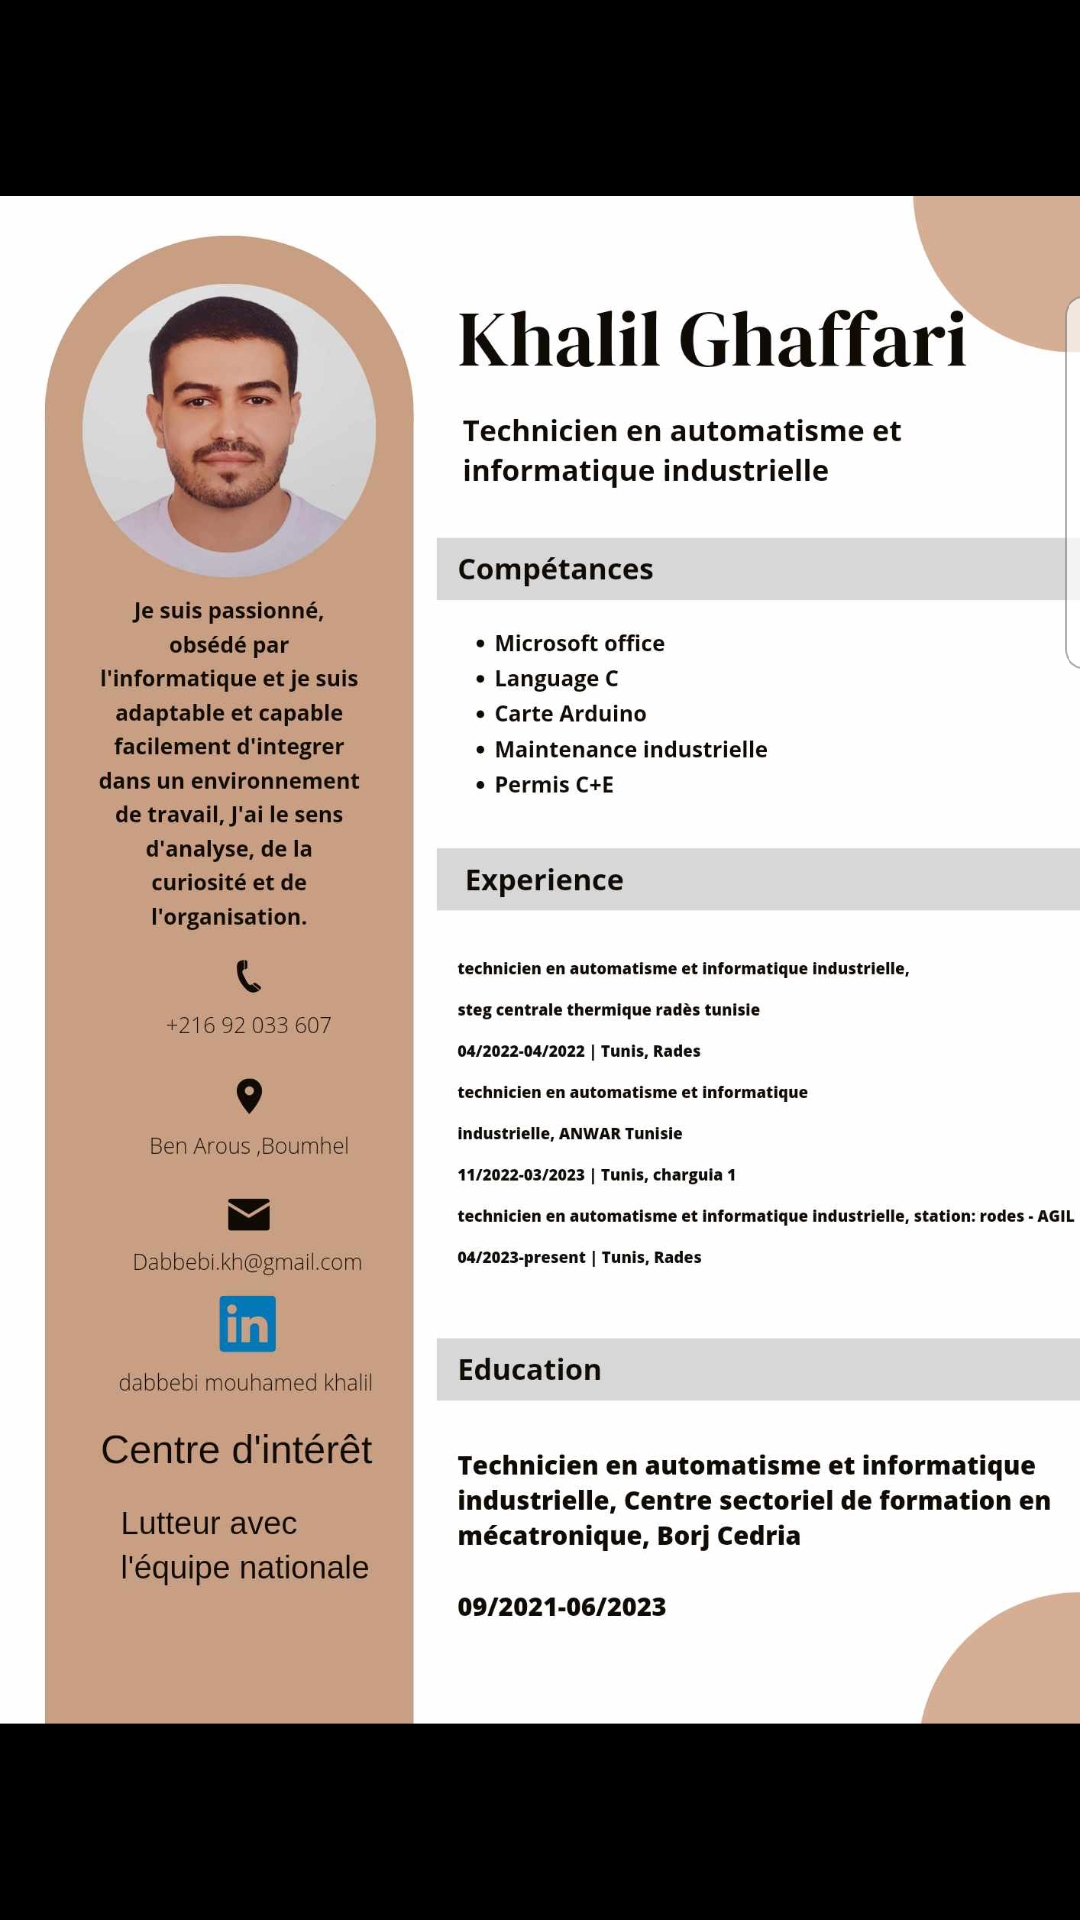 Khalil Ghaffari
Technicien en automatisme et
informatique industrielle
Je suis passionné,
obsédé par
l'informatique et je suis
adaptable et capable
facilement d'integrer
dans un environnement
de travail, J'ai le sens
d'analyse, de la
curiosité et de
l'organisation.
+216 92 033 607
Ben Arous ,Boumhel
Dabbebi.kh@gmail.com
in
dabbebi mouhamed khalil
Centre d'intérêt
Lutteur avec
l'équipe nationale
Compétances
• Microsoft office
• Language C
• Carte Arduino
• Maintenance industrielle
• Permis C+E
Experience
technicien en automatisme et informatique industrielle,
steg centrale thermique radès tunisie
04/2022-04/2022 | Tunis, Rades
technicien en automatisme et informatique
industrielle, ANWAR Tunisie
11/2022-03/2023 | Tunis, charguia 1
technicien en automatisme et informatique industrielle, station: rodes - AGIL
04/2023-present | Tunis, Rades
Education
Technicien en automatisme et informatique
industrielle, Centre sectoriel de formation en
mécatronique, Borj Cedria
09/2021-06/2023